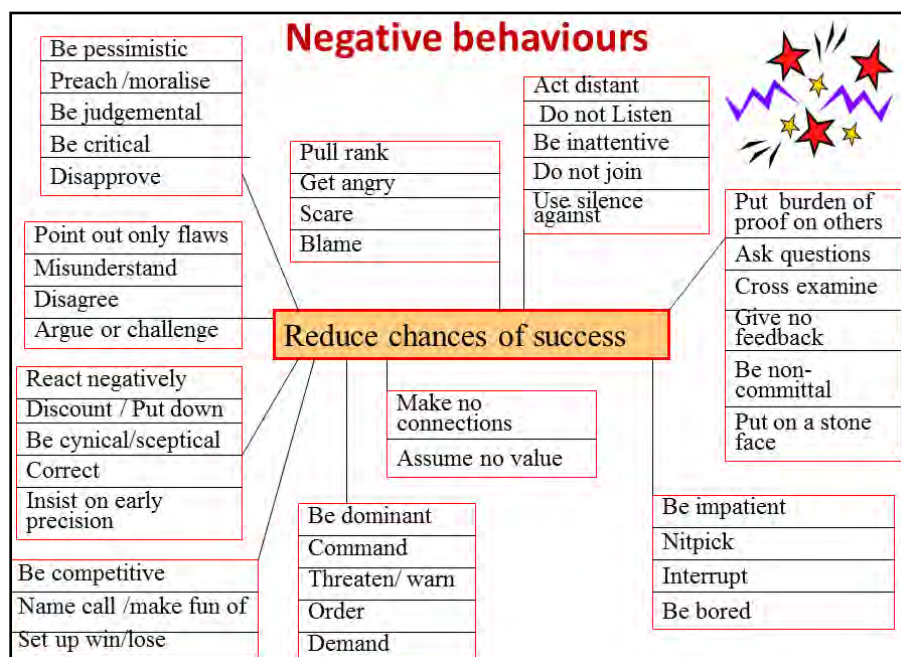 Negative behaviours
Be pessimistic
Preach /moralise
Be judgemental
Be critical
Disapprove
Pull rank
Get angry
Scare
Blame
Act distant
Do not Listen
Be inattentive
Do not join
Use silence
against
Put burden of
proof on others
Ask questions
Cross examine
Give no
feedback
Be non-
committal
Put on a stone
face
Point out only flaws
Misunderstand
Disagree
Argue or challenge
Reduce chances of success
React negatively
Discount / Put down
Be cynical/sceptical
Correct
Insist on early
precision
Make no
connections
Assume no value
Be competitive
Name call /make fun of
Set up win/lose
Be dominant
Command
Threaten/ warn
Order
Demand
Be impatient
Nitpick
Interrupt
Be bored